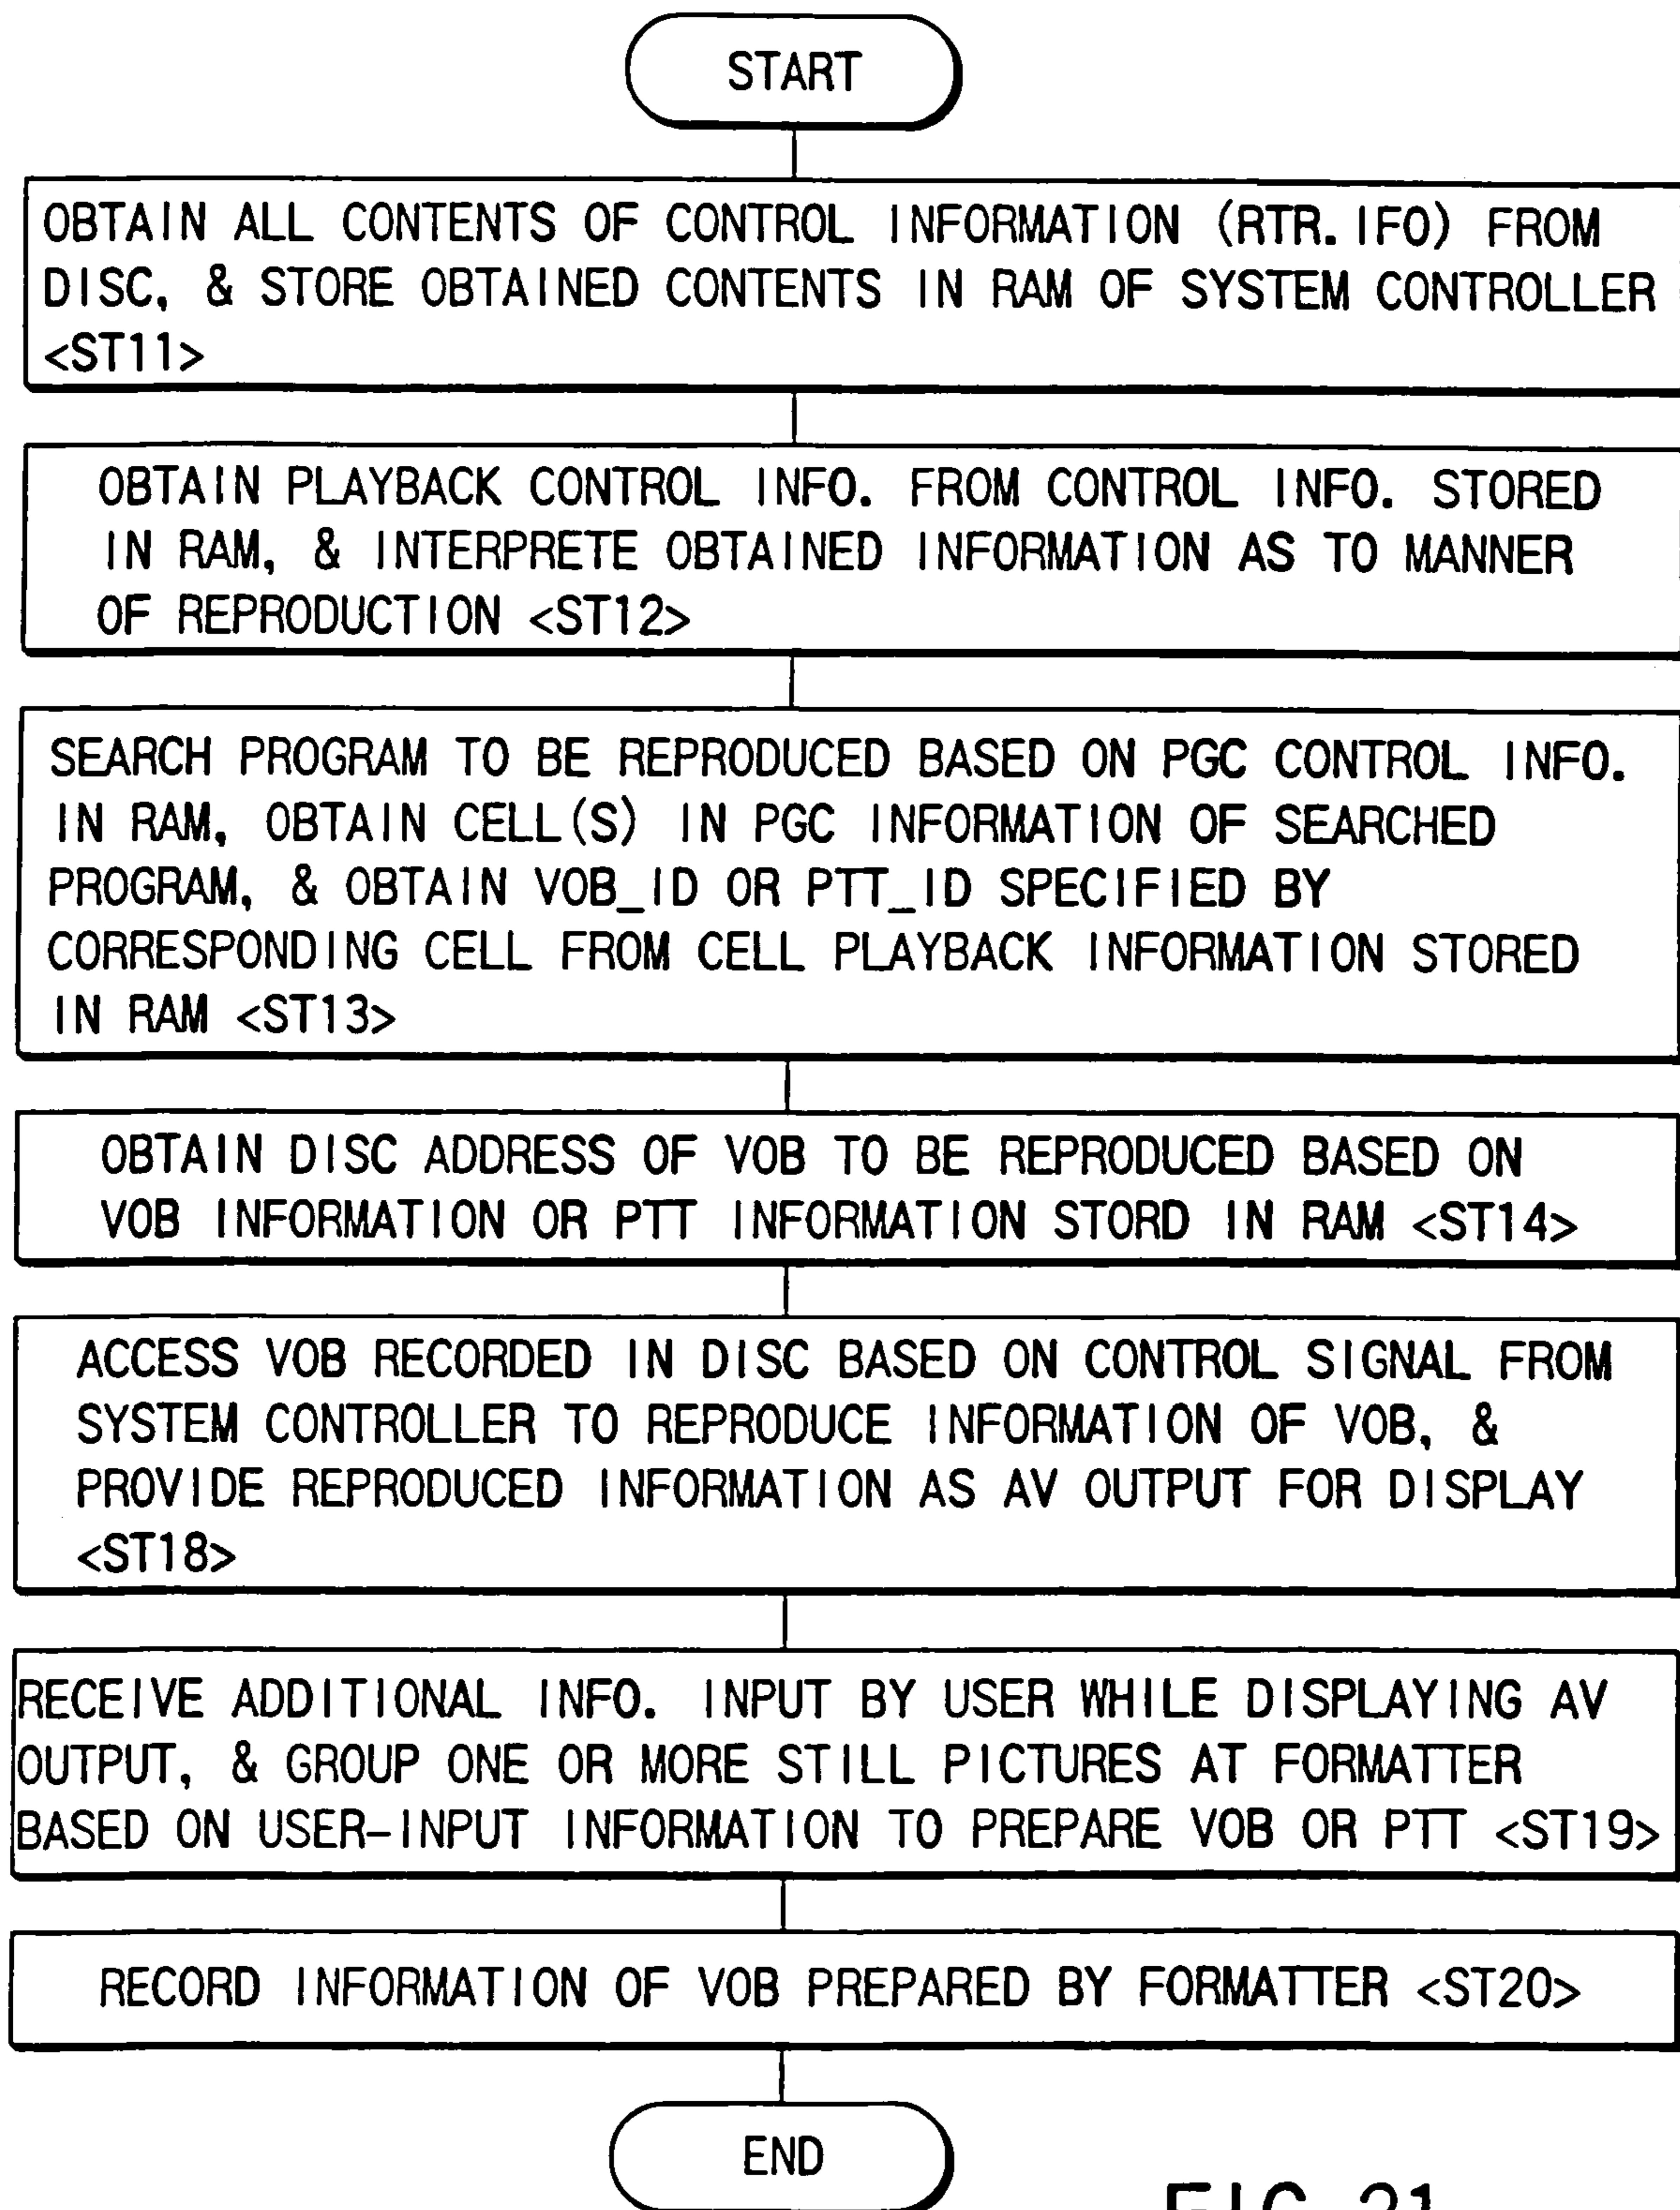 START
OBTAIN ALL CONTENTS OF CONTROL INFORMATION (RTR.IFO) FROM
DISC, & STORE OBTAINED CONTENTS IN RAM OF SYSTEM CONTROLLER
<ST11>
OBTAIN PLAYBACK CONTROL INFO. FROM CONTROL INFO. STORED
IN RAM, & INTERPRETE OBTAINED INFORMATION AS TO MANNER
OF REPRODUCTION <ST12>
SEARCH PROGRAM TO BE REPRODUCED BASED ON PGC CONTROL INFO.
IN RAM, OBTAIN CELL(S) IN PGC INFORMATION OF SEARCHED
PROGRAM, & OBTAIN VOB_ID OR PTT_ID SPECIFIED BY
CORRESPONDING CELL FROM CELL PLAYBACK INFORMATION STORED
IN RAM <ST13>
OBTAIN DISC ADDRESS OF VOB TO BE REPRODUCED BASED ON
VOB INFORMATION OR PTT INFORMATION STORD IN RAM <ST14>
ACCESS VOB RECORDED IN DISC BASED ON CONTROL SIGNAL FROM
SYSTEM CONTROLLER TO REPRODUCE INFORMATION OF VOB, &
PROVIDE REPRODUCED INFORMATION AS AV OUTPUT FOR DISPLAY
<ST18>
RECEIVE ADDITIONAL INFO. INPUT BY USER WHILE DISPLAYING AV
OUTPUT, & GROUP ONE OR MORE STILL PICTURES AT FORMATTER
BASED ON USER-INPUT INFORMATION TO PREPARE VOB OR PTT <ST19>
RECORD INFORMATION OF VOB PREPARED BY FORMATTER <ST20>
END
FIG. 21